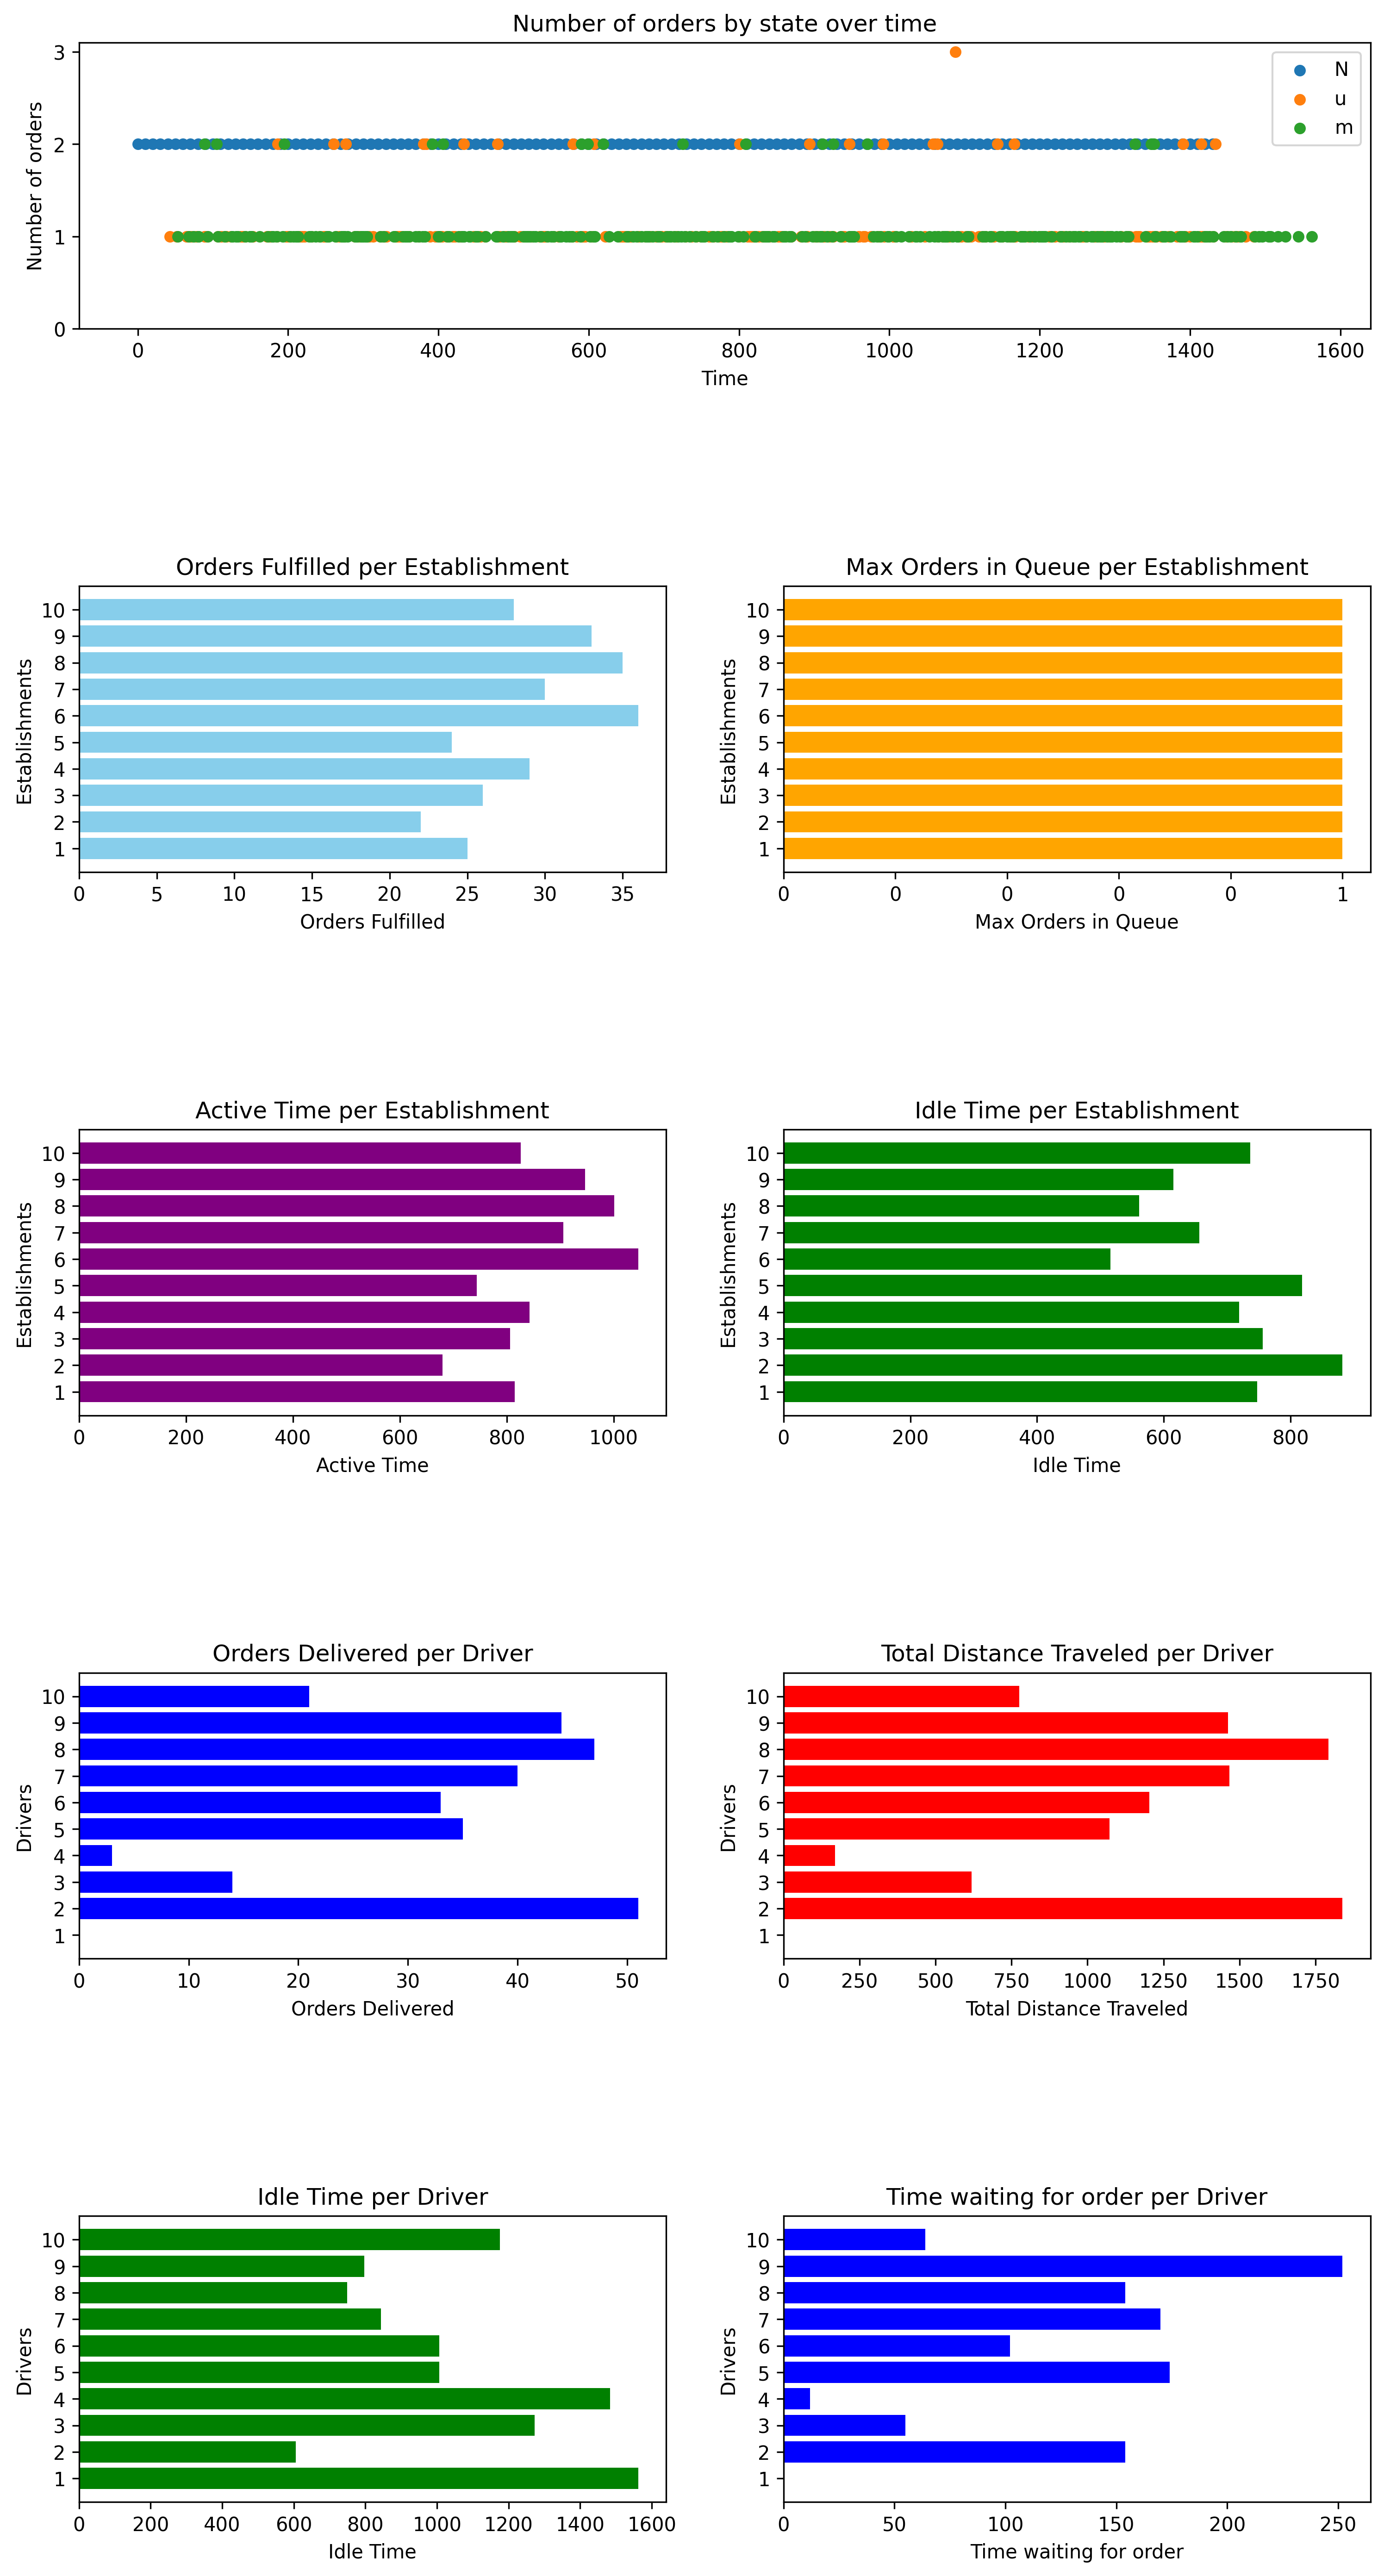 Number of orders by state over time
Number of orders
3
2
1
0
N
u
m
0 200 400 600 800 1000 1200 1400 1600
Time
Orders Fulfilled per Establishment
Establishments
10
9
8
7
6
5
4
3
2
1
0 5 10 15 20 25 30 35
Orders Fulfilled
Max Orders in Queue per Establishment
Establishments
10
9
8
7
6
5
4
3
2
1
0 0 0 0 0 1
Max Orders in Queue
Active Time per Establishment
Establishments
10
9
8
7
6
5
4
3
2
1
0 200 400 600 800 1000
Active Time
Idle Time per Establishment
Establishments
10
9
8
7
6
5
4
3
2
1
0 200 400 600 800
Idle Time
Orders Delivered per Driver
Drivers
10
9
8
7
6
5
4
3
2
1
0 10 20 30 40 50
Orders Delivered
Total Distance Traveled per Driver
Drivers
10
9
8
7
6
5
4
3
2
1
0 250 500 750 1000 1250 1500 1750
Total Distance Traveled
Idle Time per Driver
Drivers
10
9
8
7
6
5
4
3
2
1
0 200 400 600 800 1000 1200 1400 1600
Idle Time
Time waiting for order per Driver
Drivers
10
9
8
7
6
5
4
3
2
1
0 50 100 150 200 250
Time waiting for order